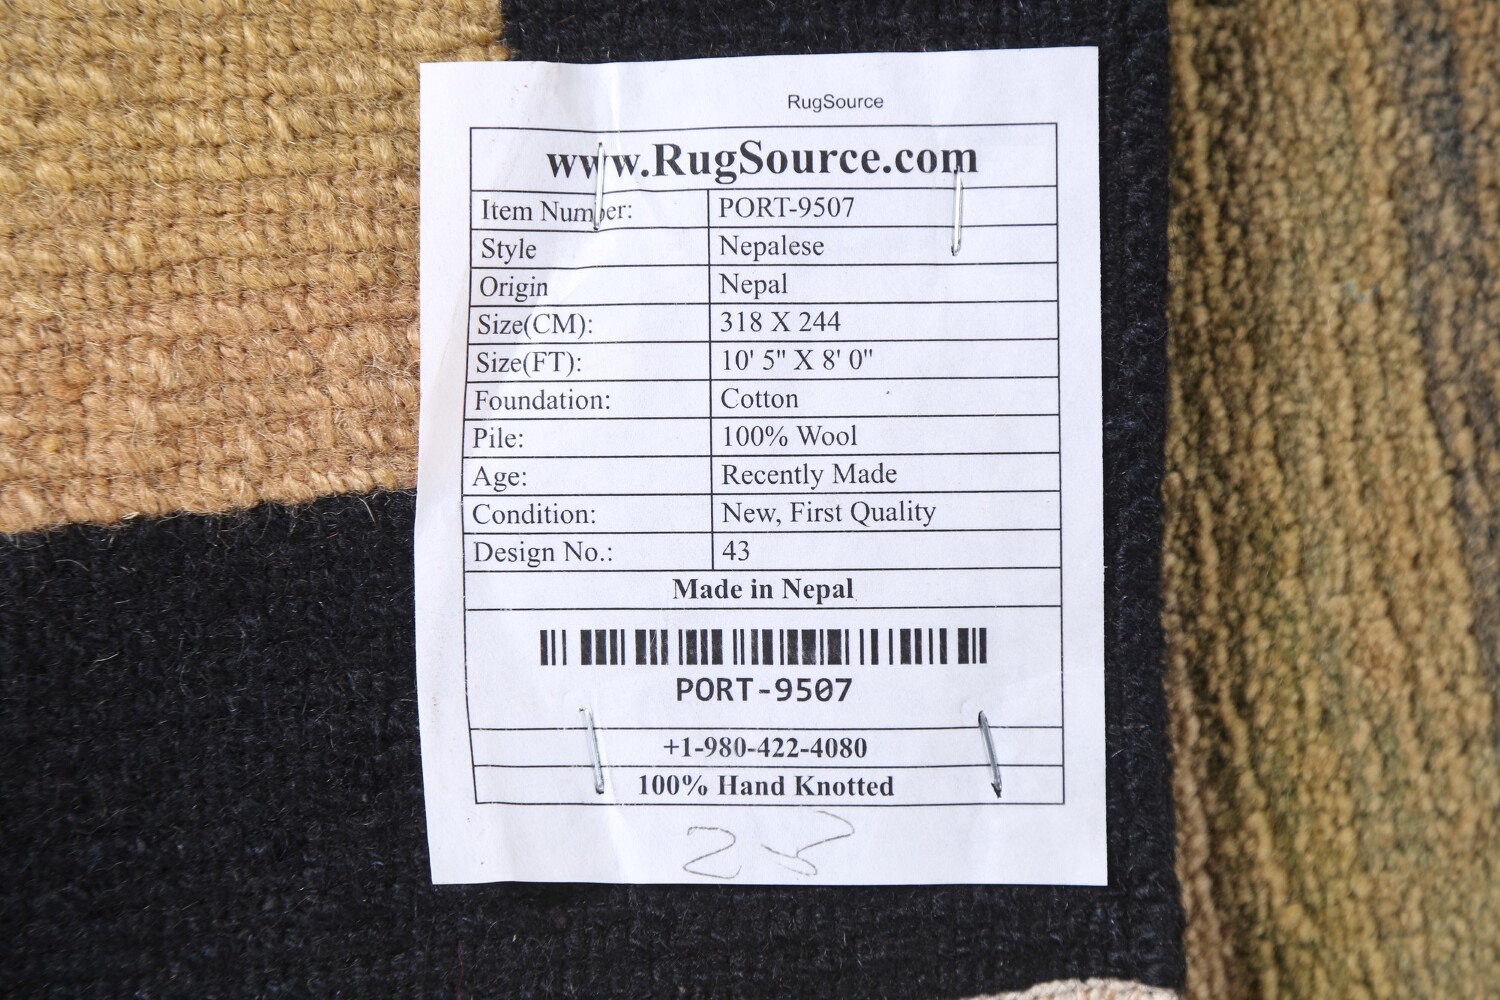 RugSource
www.RugSource.com
Item Number: PORT-9507
Style Nepalese
Origin Nepal
Size(CM): 318 X 244
Size(FT): 10' 5" X 8' 0"
Foundation: Cotton
Pile: 100% Wool
Age: Recently Made
Condition: New, First Quality
Design No.: 43
Made in Nepal
PORT-9507
+1-980-422-4080
100% Hand Knotted